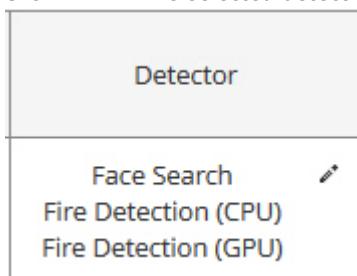 Detector
Face Search
Fire Detection (CPU)
Fire Detection (GPU)